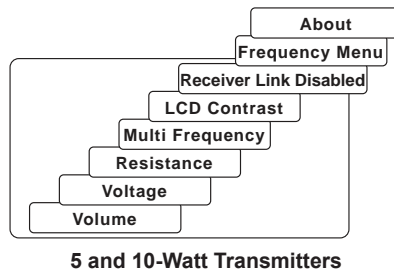 About
Frequency Menu
Receiver Link Disabled
LCD Contrast
Multi Frequency
Resistance
Voltage
Volume
5 and 10-Watt Transmitters